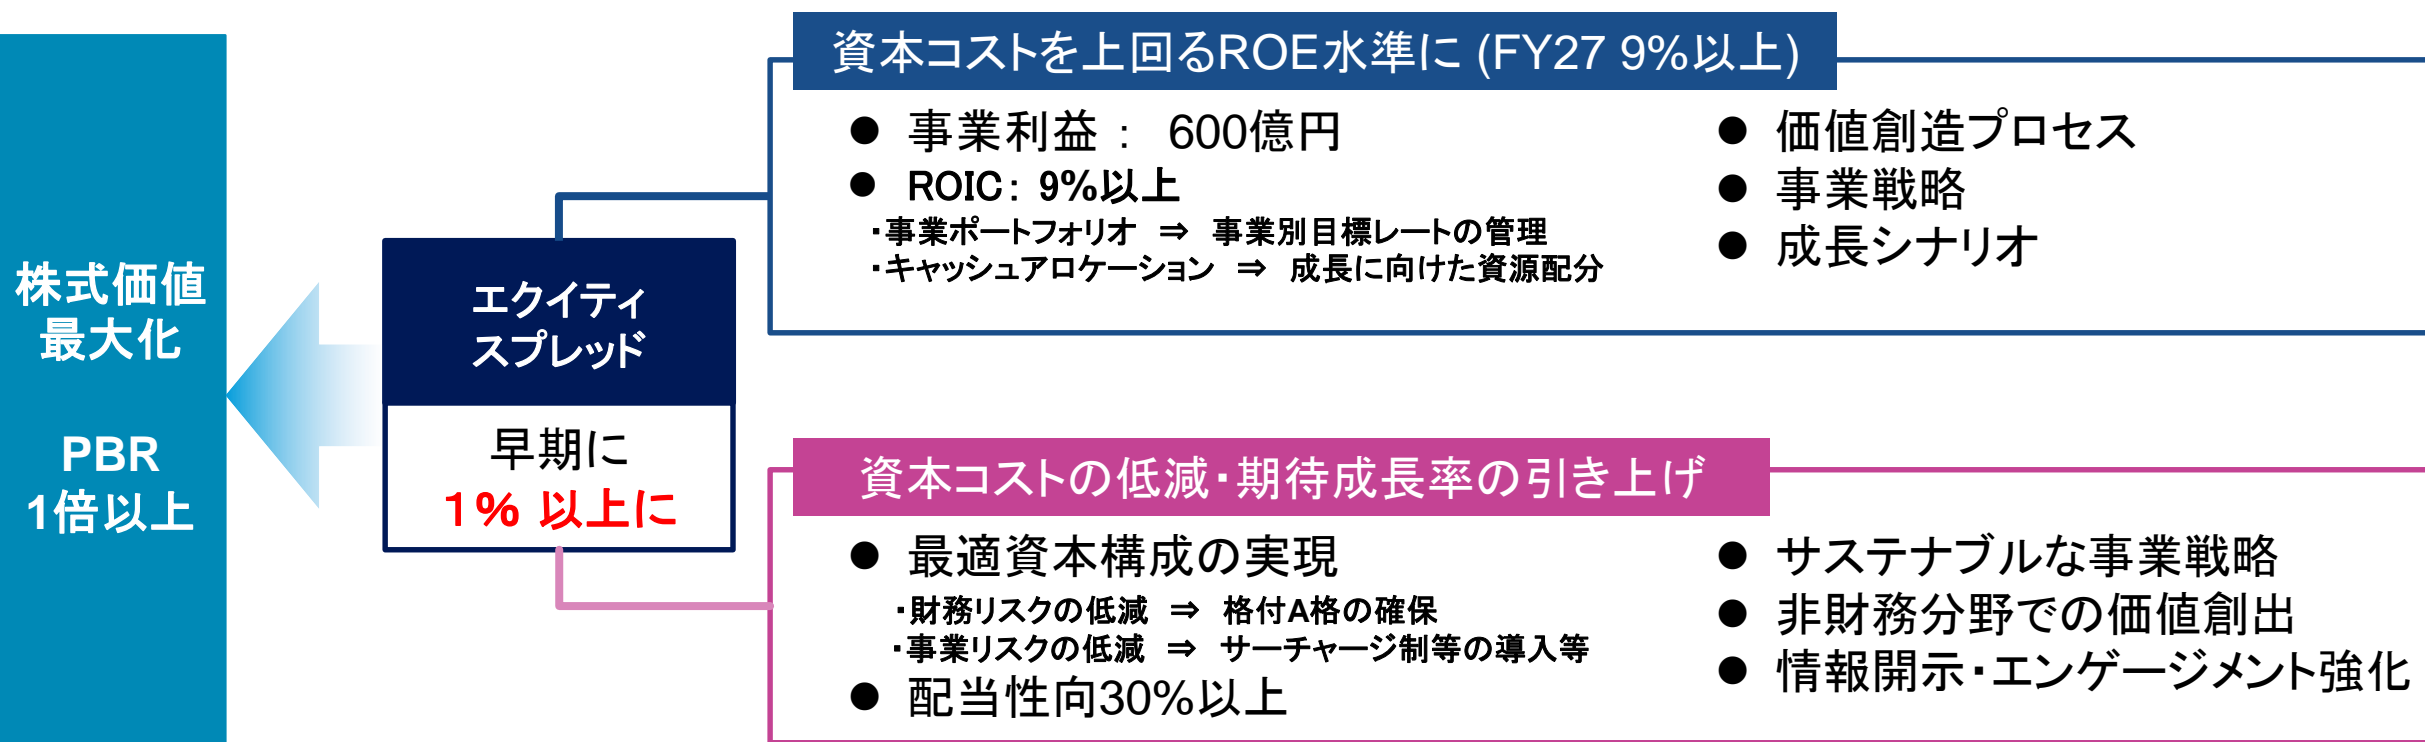 株式価値
最大化
PBR
1倍以上
エクイティ
スプレッド
早期に
1% 以上に
資本コストを上回るROE水準に (FY27 9%以上)
● 事業利益 : 600億円
● ROIC: 9%以上
・事業ポートフォリオ ⇒ 事業別目標レートの管理
・キャッシュアロケーション ⇒ 成長に向けた資源配分
● 価値創造プロセス
● 事業戦略
● 成長シナリオ
資本コストの低減・期待成長率の引き上げ
● 最適資本構成の実現
・財務リスクの低減 ⇒ 格付A格の確保
・事業リスクの低減 ⇒ サーチャージ制等の導入等
● 配当性向30%以上
● サステナブルな事業戦略
● 非財務分野での価値創出
● 情報開示・エンゲージメント強化